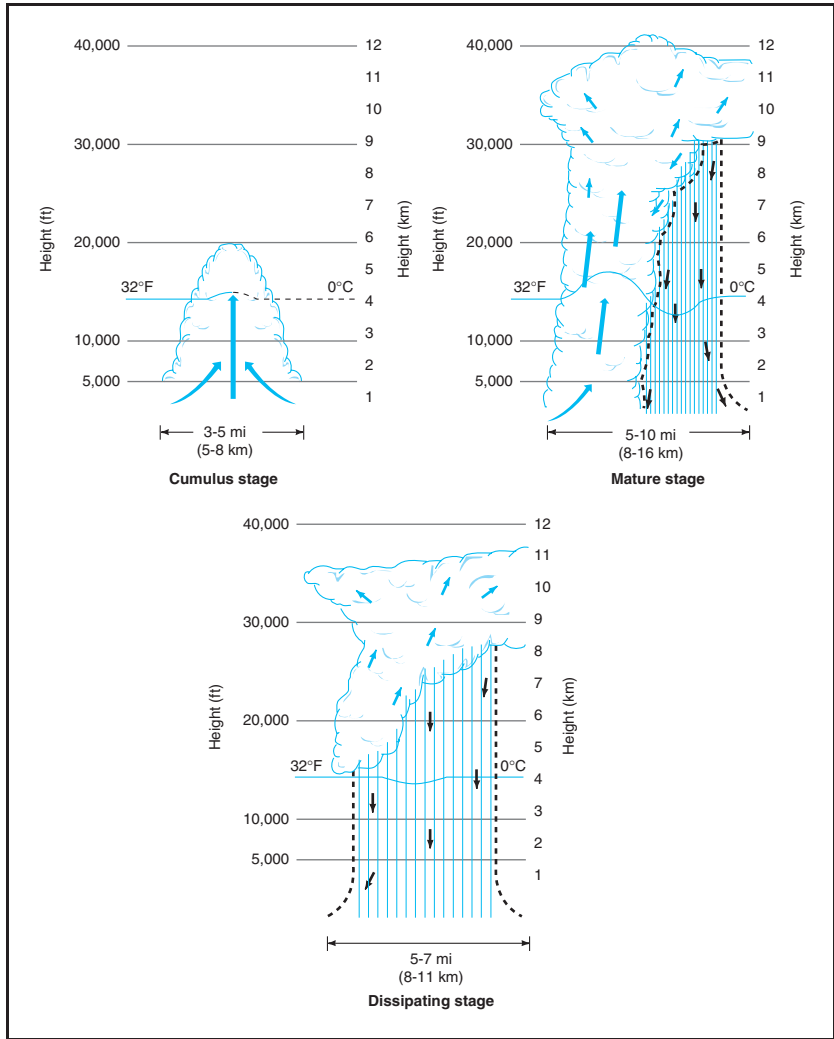 40,000
30,000
20,000
10,000
5,000
Height (ft)
32°F
0°C
12
11
10
9
8
7
6
5
4
3
2
1
Height (km)
3-5 mi
(5-8 km)
Cumulus stage
40,000
30,000
20,000
10,000
5,000
Height (ft)
32°F
0°C
12
11
10
9
8
7
6
5
4
3
2
1
Height (km)
5-10 mi
(8-16 km)
Mature stage
40,000
30,000
20,000
10,000
5,000
Height (ft)
32°F
0°C
12
11
10
9
8
7
6
5
4
3
2
1
Height (km)
5-7 mi
(8-11 km)
Dissipating stage